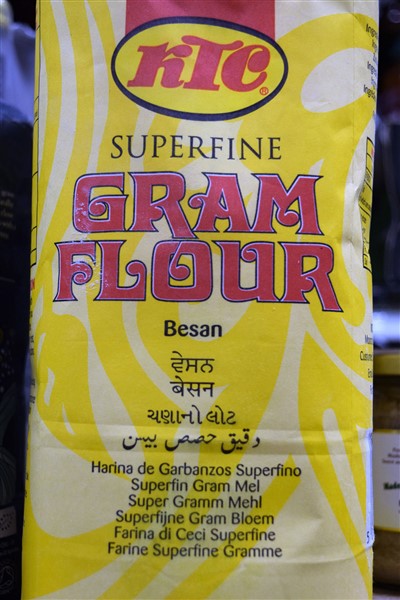 KTC
SUPERFINE
GRAM
FLOUR
Besan
ਵੇਸਨ
बेसन
ચણાનો લોટ
دقيق حمص بيسن
Harina de Garbanzos Superfino
Superfin Gram Mel
Super Gramm Mehl
Superfijne Gram Bloem
Farina di Ceci Superfine
Farine Superfine Gramme